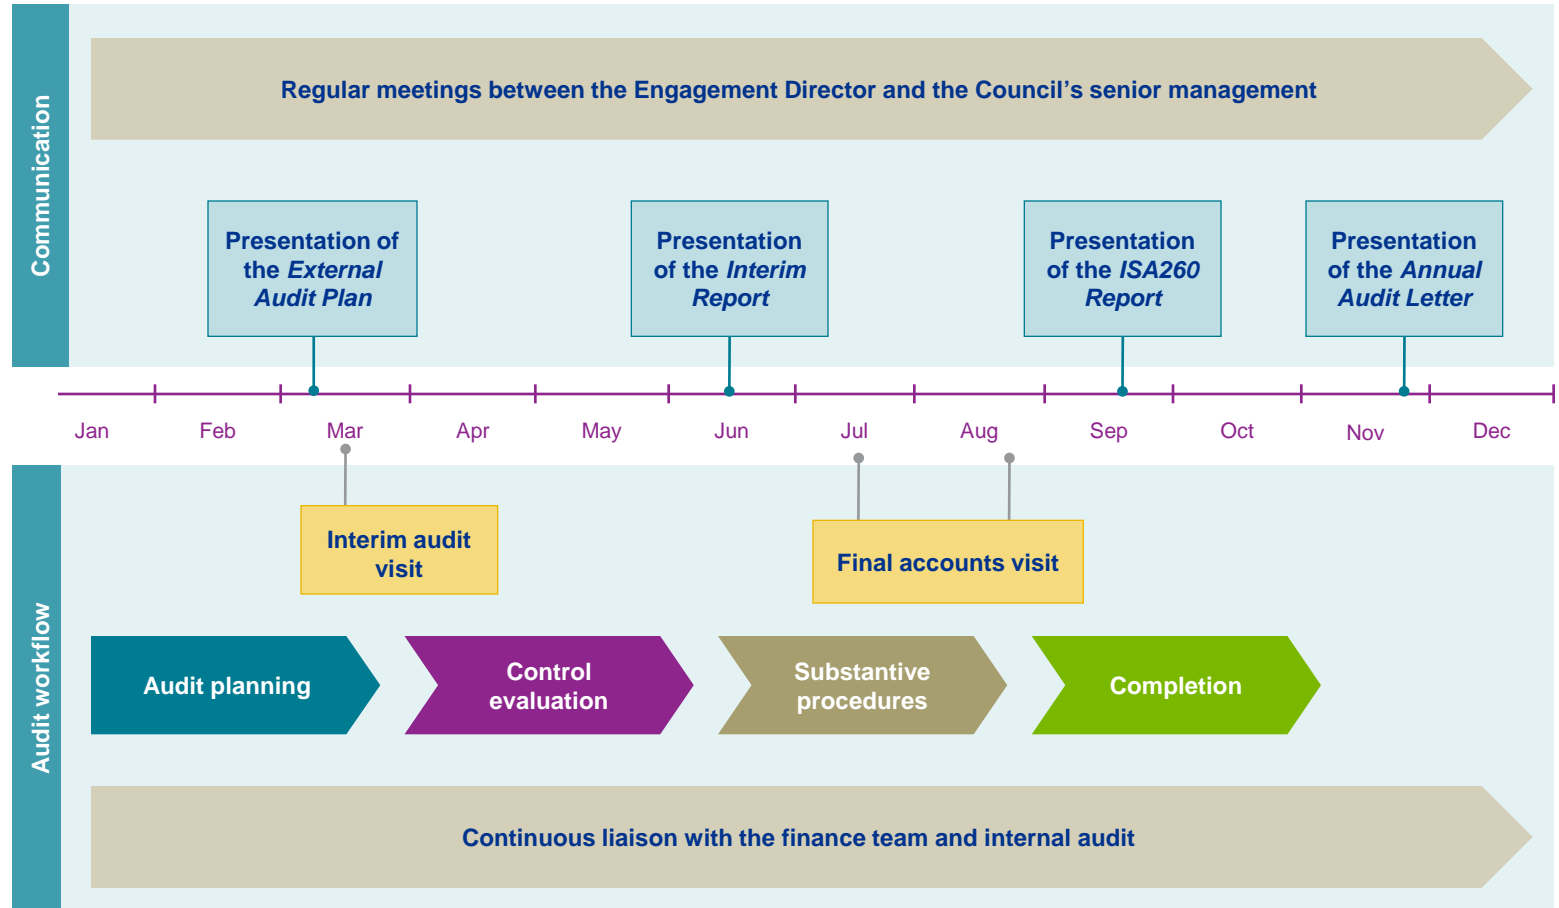 Communication
Regular meetings between the Engagement Director and the Council’s senior management
Presentation of
the External
Audit Plan
Presentation
of the Interim
Report
Presentation
of the ISA260
Report
Presentation
of the Annual
Audit Letter
Jan
Feb
Mar
Apr
May
Jun
Jul
Aug
Sep
Oct
Nov
Dec
Audit workflow
Interim audit
visit
Final accounts visit
Audit planning
Control
evaluation
Substantive
procedures
Completion
Continuous liaison with the finance team and internal audit